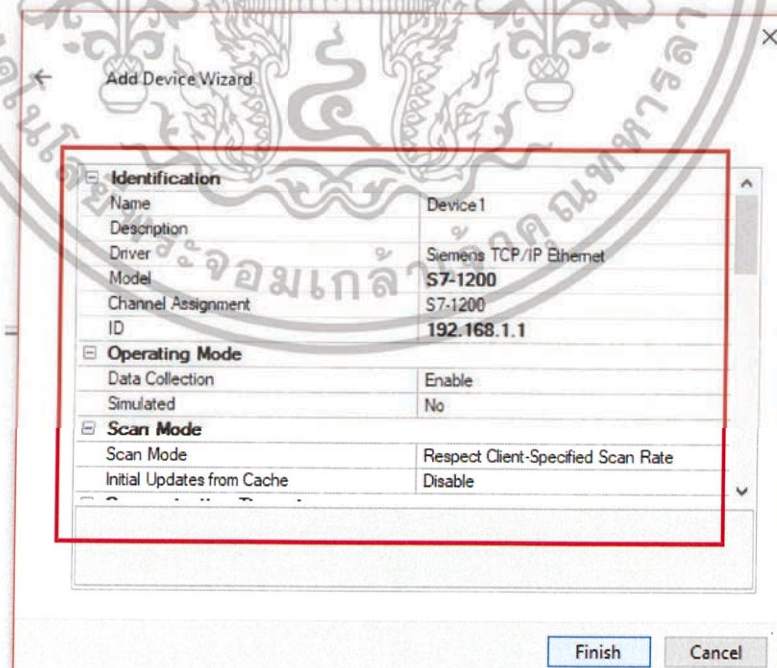 Add Device Wizard
Identification
Name Device1
Description
Driver Siemens TCP/IP Ethernet
Model S7-1200
Channel Assignment S7-1200
ID 192.168.1.1
Operating Mode
Data Collection Enable
Simulated No
Scan Mode
Scan Mode Respect Client-Specified Scan Rate
Initial Updates from Cache Disable
Finish Cancel